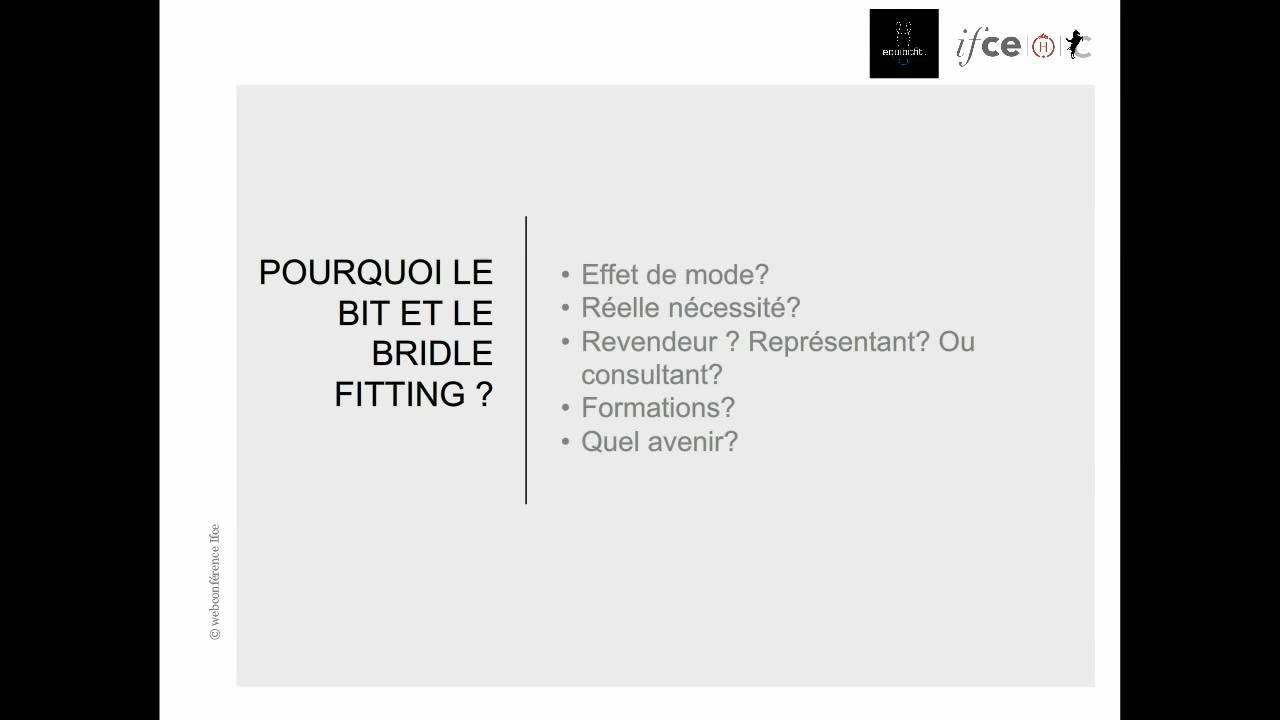 equibitfit.
ifce
H
POURQUOI LE
BIT ET LE
BRIDLE
FITTING ?
• Effet de mode?
• Réelle nécessité?
• Revendeur ? Représentant? Ou
consultant?
• Formations?
• Quel avenir?
© webconférence Ifce